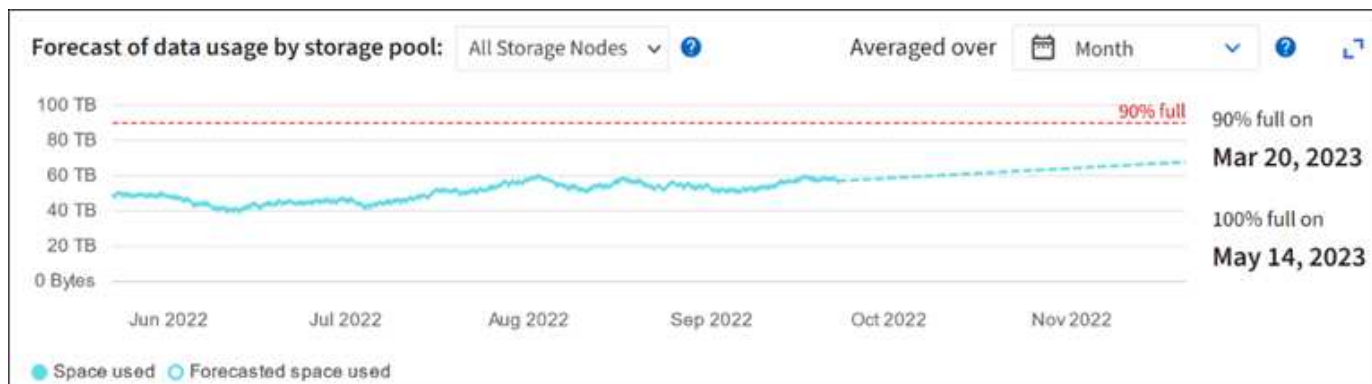 Forecast of data usage by storage pool: All Storage Nodes Averaged over Month
100 TB
90% full
80 TB
60 TB
40 TB
20 TB
0 Bytes
Jun 2022 Jul 2022 Aug 2022 Sep 2022 Oct 2022 Nov 2022
Space used Forecasted space used
90% full on
Mar 20, 2023
100% full on
May 14, 2023